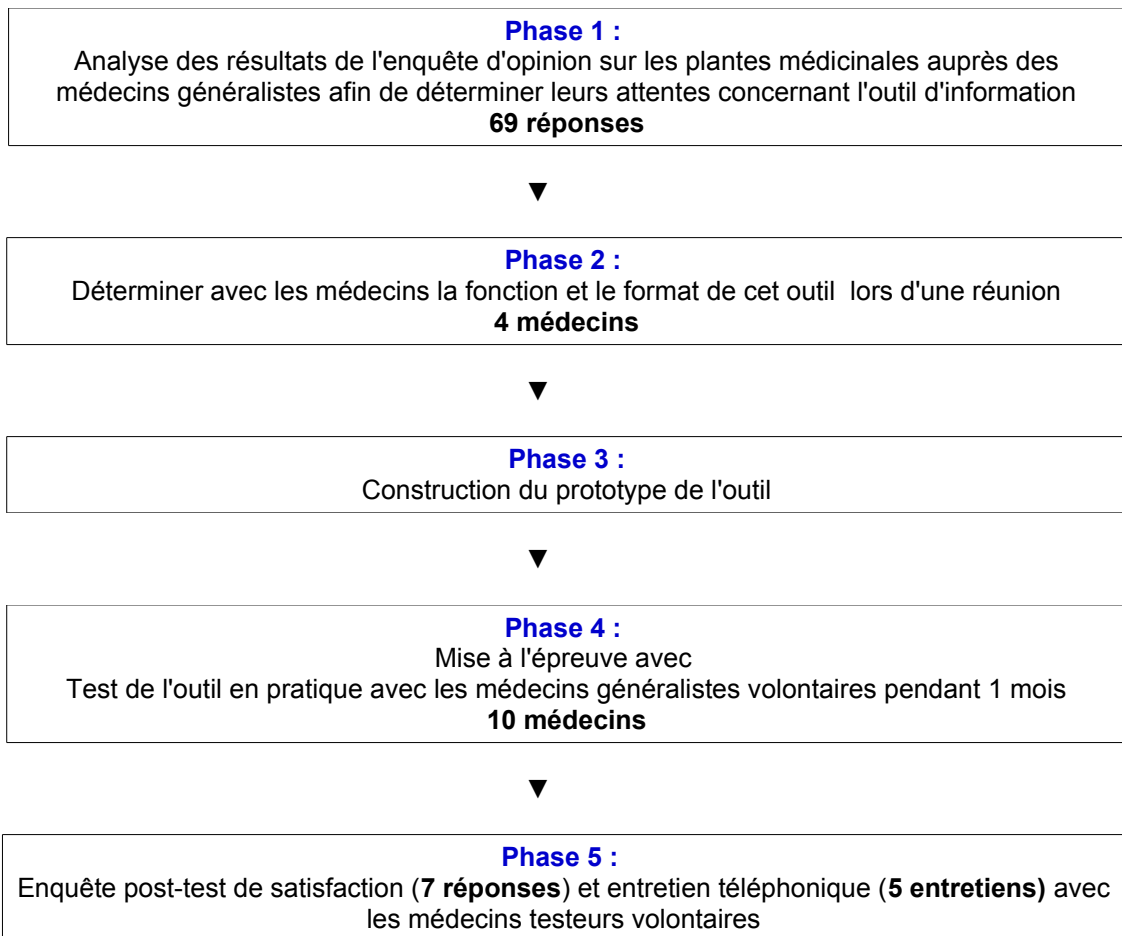 Phase 1 :
Analyse des résultats de l'enquête d'opinion sur les plantes médicinales auprès des
médecins généralistes afin de déterminer leurs attentes concernant l'outil d'information
69 réponses
▼
Phase 2 :
Déterminer avec les médecins la fonction et le format de cet outil lors d'une réunion
4 médecins
▼
Phase 3 :
Construction du prototype de l'outil
▼
Phase 4 :
Mise à l'épreuve avec
Test de l'outil en pratique avec les médecins généralistes volontaires pendant 1 mois
10 médecins
▼
Phase 5 :
Enquête post-test de satisfaction (7 réponses) et entretien téléphonique (5 entretiens) avec
les médecins testeurs volontaires